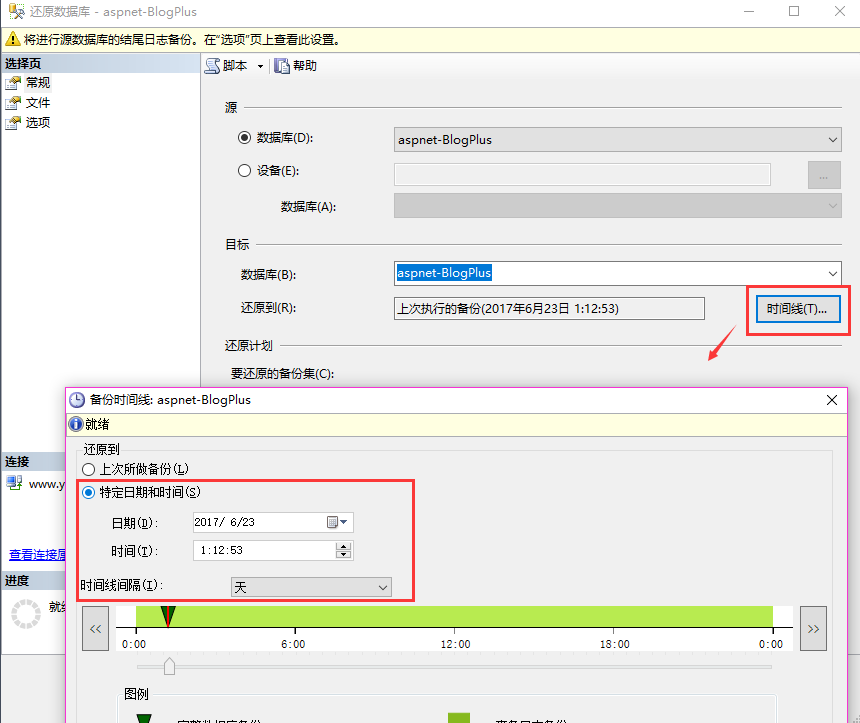 还原数据库 - aspnet-BlogPlus
将进行源数据库的结尾日志备份。在“选项”页上查看此设置。
选择页
常规
文件
选项
脚本
帮助
源
数据库(D):
aspnet-BlogPlus
设备(E):
...
数据库(A):
目标
数据库(B):
aspnet-BlogPlus
还原到(R):
上次执行的备份(2017年6月23日 1:12:53)
时间线(T)...
还原计划
要还原的备份集(C):
连接
www.y
查看连接
进度
备份时间线: aspnet-BlogPlus
就绪
还原到
上次所做备份(L)
特定日期和时间(S)
日期(D):
2017/ 6/23
时间(I):
1:12:53
时间线间隔(I):
天
<<
0:00
6:00
12:00
18:00
0:00
>>
图例